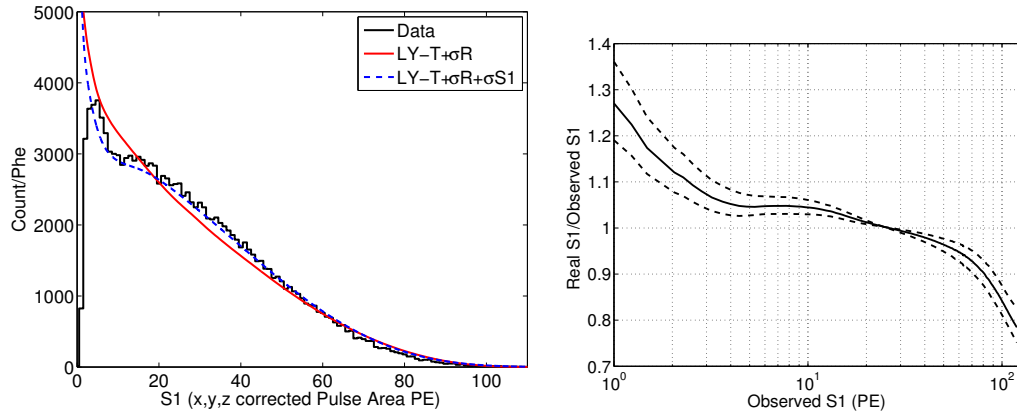 5000
4000
3000
2000
1000
0
Count/Phe
0 20 40 60 80 100
S1 (x,y,z corrected Pulse Area PE)
Data
LY−T+σR
LY−T+σR+σS1
1.4
1.3
1.2
1.1
1
0.9
0.8
0.7
Real S1/Observed S1
10^0 10^1 10^2
Observed S1 (PE)